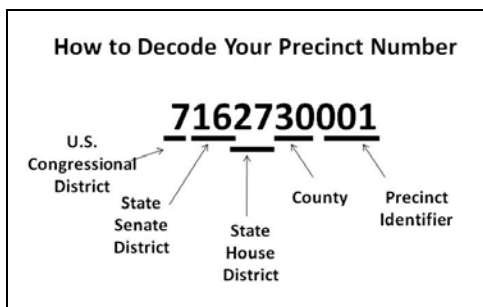 How to Decode Your Precinct Number
7162730001
U.S.
Congressional
District
State
Senate
District
State
House
District
County
Precinct
Identifier